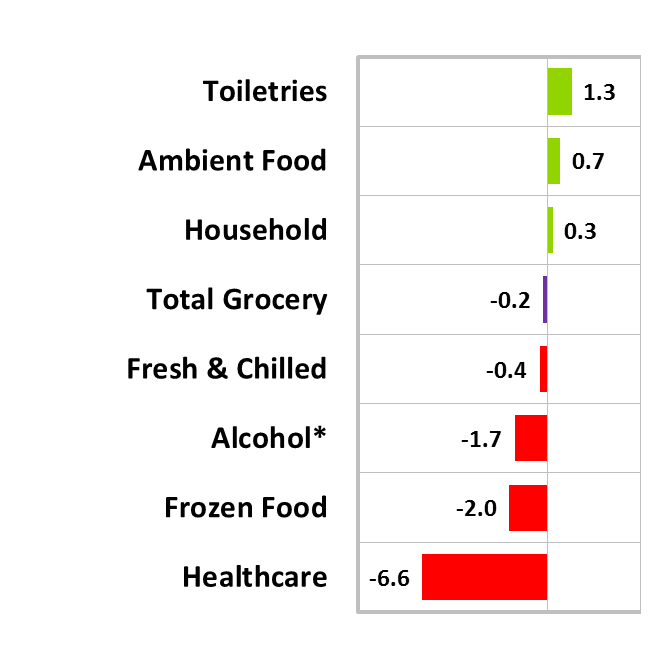 Toiletries 1.3
Ambient Food 0.7
Household 0.3
Total Grocery -0.2
Fresh & Chilled -0.4
Alcohol* -1.7
Frozen Food -2.0
Healthcare -6.6